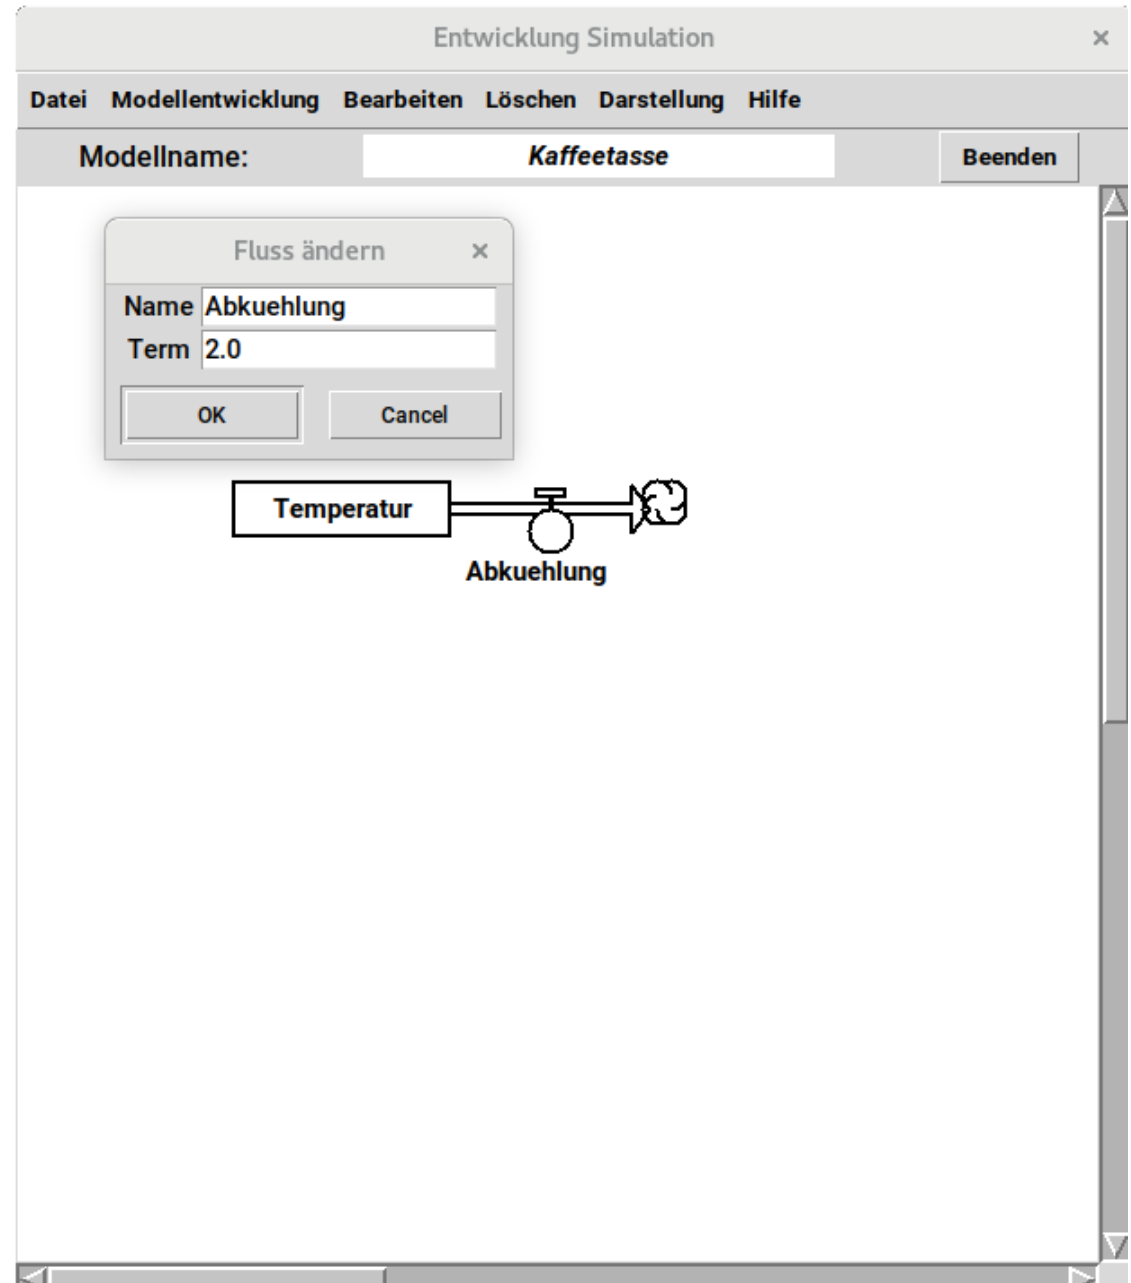 Entwicklung Simulation
Datei Modellentwicklung Bearbeiten Löschen Darstellung Hilfe
Modellname: Kaffeetasse Beenden
Fluss ändern
Name Abkuehlung
Term 2.0
OK Cancel
Temperatur
Abkuehlung